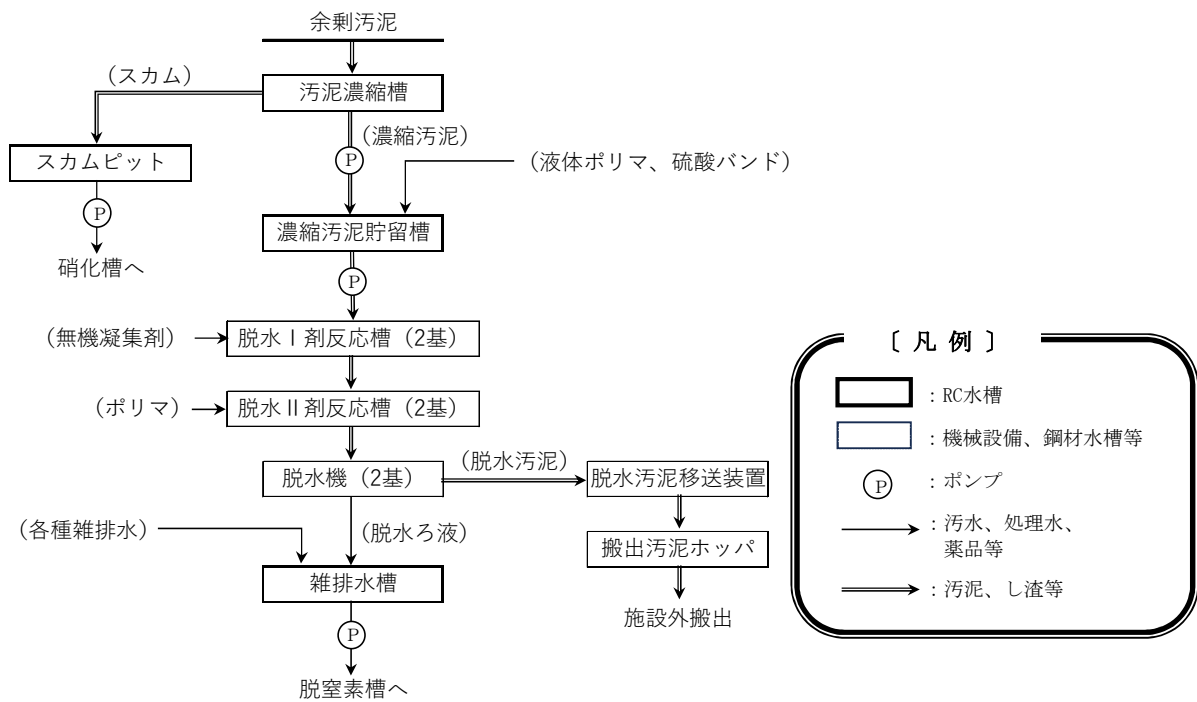 余剰汚泥
(スカム)
汚泥濃縮槽
(濃縮汚泥)
スカムピット
P
(液体ポリマ、硫酸バンド)
P
濃縮汚泥貯留槽
硝化槽へ
P
(無機凝集剤)
脱水Ⅰ剤反応槽(2基)
(ポリマ)
脱水Ⅱ剤反応槽(2基)
(脱水汚泥)
脱水機(2基)
脱水汚泥移送装置
(各種雑排水)
(脱水ろ液)
搬出汚泥ホッパ
雑排水槽
施設外搬出
P
脱窒素槽へ
〔凡例〕
:RC水槽
:機械設備、鋼材水槽等
P
:ポンプ
:汚水、処理水、
薬品等
:汚泥、し渣等